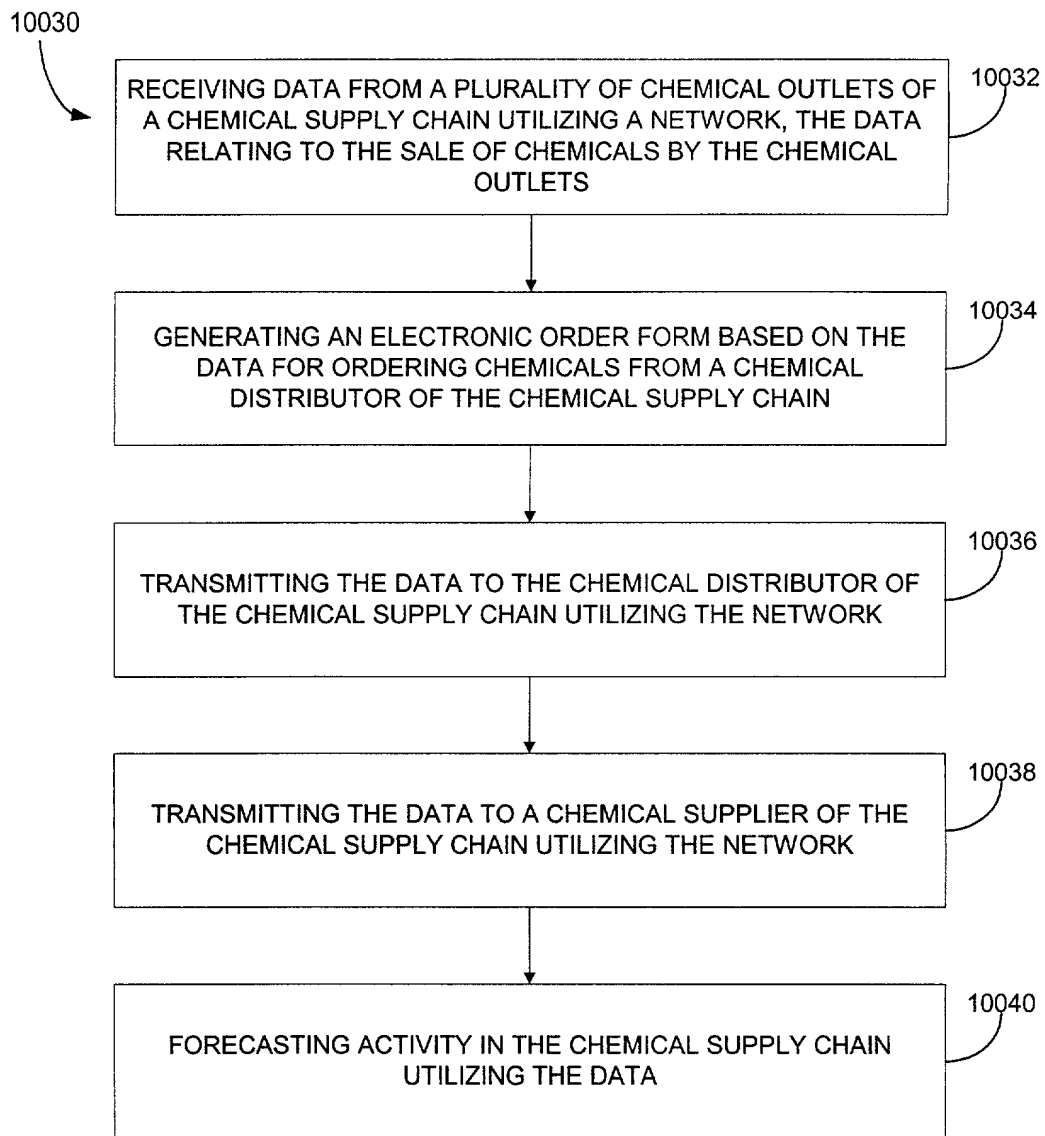 10030
RECEIVING DATA FROM A PLURALITY OF CHEMICAL OUTLETS OF
A CHEMICAL SUPPLY CHAIN UTILIZING A NETWORK, THE DATA
RELATING TO THE SALE OF CHEMICALS BY THE CHEMICAL
OUTLETS
10032
GENERATING AN ELECTRONIC ORDER FORM BASED ON THE
DATA FOR ORDERING CHEMICALS FROM A CHEMICAL
DISTRIBUTOR OF THE CHEMICAL SUPPLY CHAIN
10034
TRANSMITTING THE DATA TO THE CHEMICAL DISTRIBUTOR OF
THE CHEMICAL SUPPLY CHAIN UTILIZING THE NETWORK
10036
TRANSMITTING THE DATA TO A CHEMICAL SUPPLIER OF THE
CHEMICAL SUPPLY CHAIN UTILIZING THE NETWORK
10038
FORECASTING ACTIVITY IN THE CHEMICAL SUPPLY CHAIN
UTILIZING THE DATA
10040